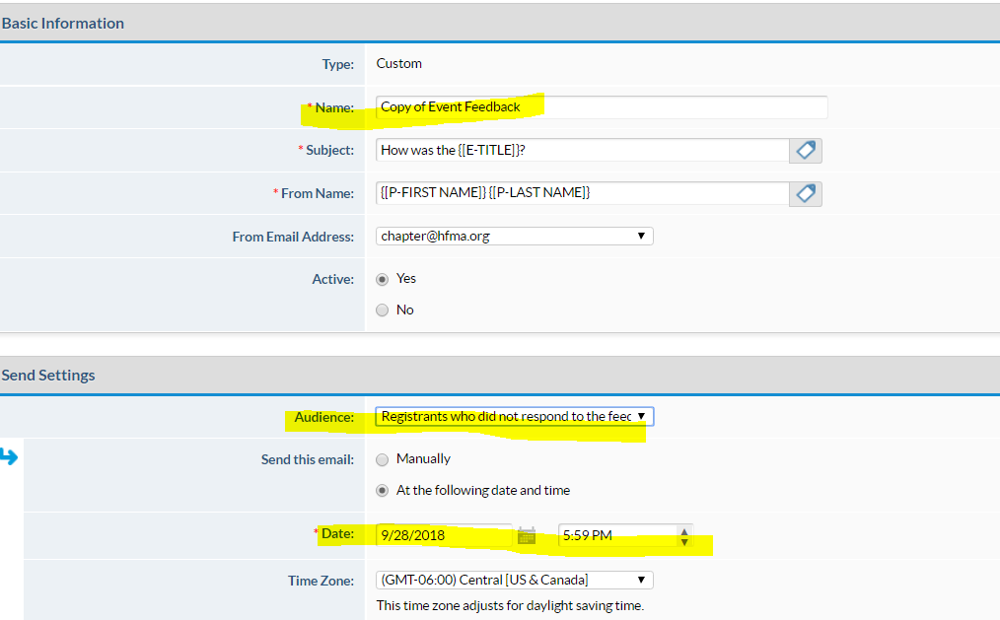 Basic Information
Type: Custom
* Name: Copy of Event Feedback
* Subject: How was the {[E-TITLE]}?
* From Name: {[P-FIRST NAME]} {[P-LAST NAME]}
From Email Address: chapter@hfma.org
Active: Yes
No
Send Settings
Audience: Registrants who did not respond to the feec
Send this email: Manually
At the following date and time
* Date: 9/28/2018 5:59 PM
Time Zone: (GMT-06:00) Central [US & Canada]
This time zone adjusts for daylight saving time.